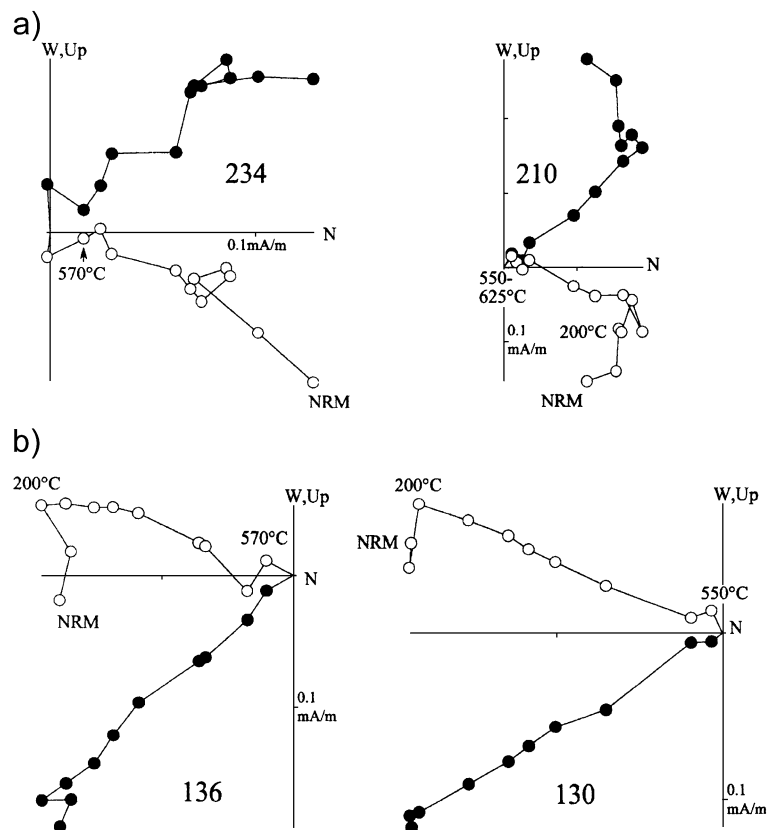 a)
W,Up
234
N
0.1mA/m
570°C
NRM
W,Up
210
N
550-
625°C
200°C
0.1
mA/m
NRM
b)
200°C
W,Up
570°C
N
NRM
0.1
mA/m
136
200°C
W,Up
NRM
550°C
N
0.1
mA/m
130